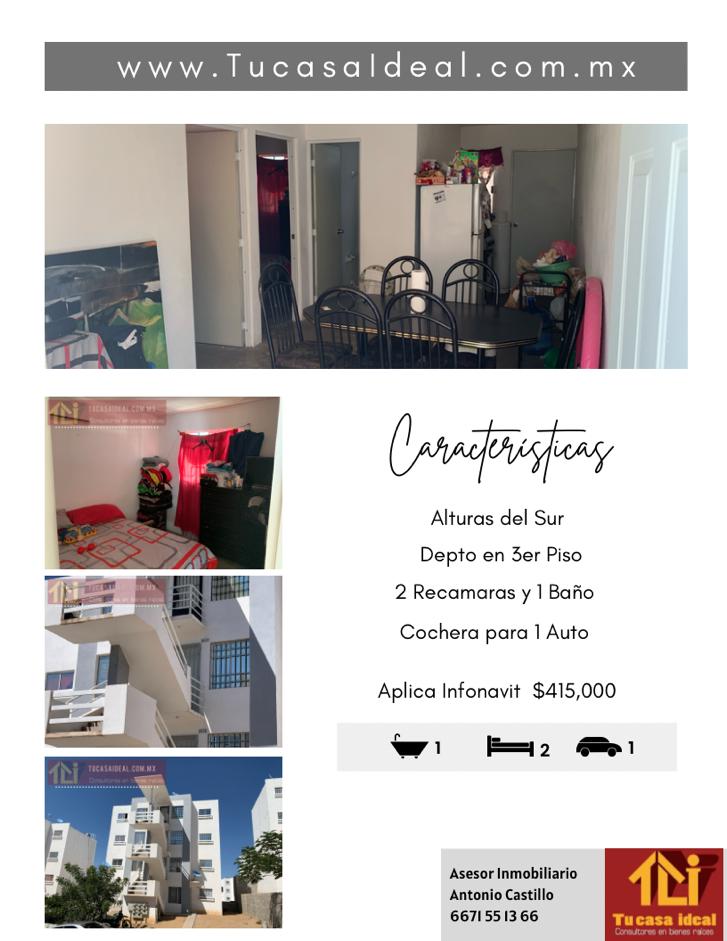 www.TucasaIdeal.com.mx
TUCASAIDEAL.COM.MX
Consultores en bienes raíces
Características
Alturas del Sur
Depto en 3er Piso
2 Recamaras y 1 Baño
Cochera para 1 Auto
Aplica Infonavit $415,000
1 2 1
TUCASAIDEAL.COM.MX
Consultores en bienes raíces
TUCASAIDEAL.COM.MX
Consultores en bienes raíces
Asesor Inmobiliario
Antonio Castillo
6671 55 13 66
Tu casa ideal
Consultores en bienes raíces